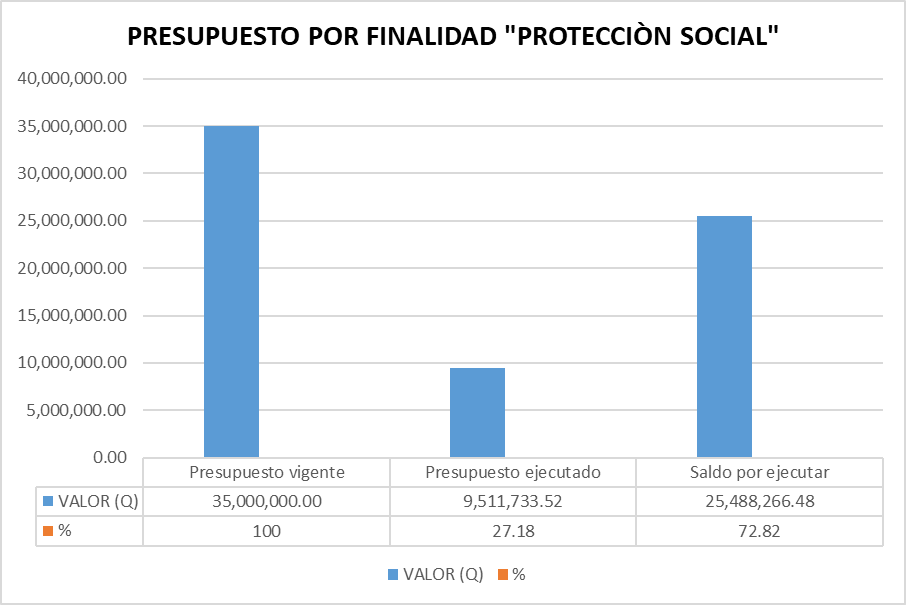 PRESUPUESTO POR FINALIDAD "PROTECCIÒN SOCIAL"
40,000,000.00
35,000,000.00
30,000,000.00
25,000,000.00
20,000,000.00
15,000,000.00
10,000,000.00
5,000,000.00
0.00
Presupuesto vigente Presupuesto ejecutado Saldo por ejecutar
VALOR (Q) 35,000,000.00 9,511,733.52 25,488,266.48
% 100 27.18 72.82
VALOR (Q) %